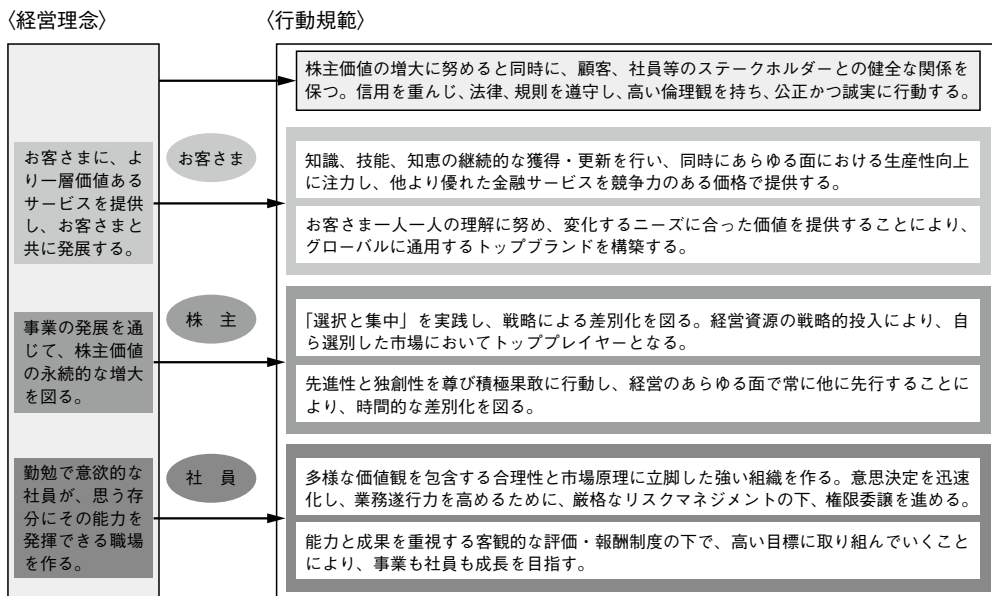 〈経営理念〉
〈行動規範〉
株主価値の増大に努めると同時に、顧客、社員等のステークホルダーとの健全な関係を
保つ。信用を重んじ、法律、規則を遵守し、高い倫理観を持ち、公正かつ誠実に行動する。
お客さまに、よ
り一層価値ある
サービスを提供
し、お客さまと
共に発展する。
お客さま
知識、技能、知恵の継続的な獲得・更新を行い、同時にあらゆる面における生産性向上
に注力し、他より優れた金融サービスを競争力のある価格で提供する。
お客さま一人一人の理解に努め、変化するニーズに合った価値を提供することにより、
グローバルに通用するトップブランドを構築する。
事業の発展を通
じて、株主価値
の永続的な増大
を図る。
株　主
「選択と集中」を実践し、戦略による差別化を図る。経営資源の戦略的投入により、自
ら選別した市場においてトッププレイヤーとなる。
先進性と独創性を尊び積極果敢に行動し、経営のあらゆる面で常に他に先行することに
より、時間的な差別化を図る。
勤勉で意欲的な
社員が、思う存
分にその能力を
発揮できる職場
を作る。
社　員
多様な価値観を包含する合理性と市場原理に立脚した強い組織を作る。意思決定を迅速
化し、業務遂行力を高めるために、厳格なリスクマネジメントの下、権限委譲を進める。
能力と成果を重視する客観的な評価・報酬制度の下で、高い目標に取り組んでいくこと
により、事業も社員も成長を目指す。